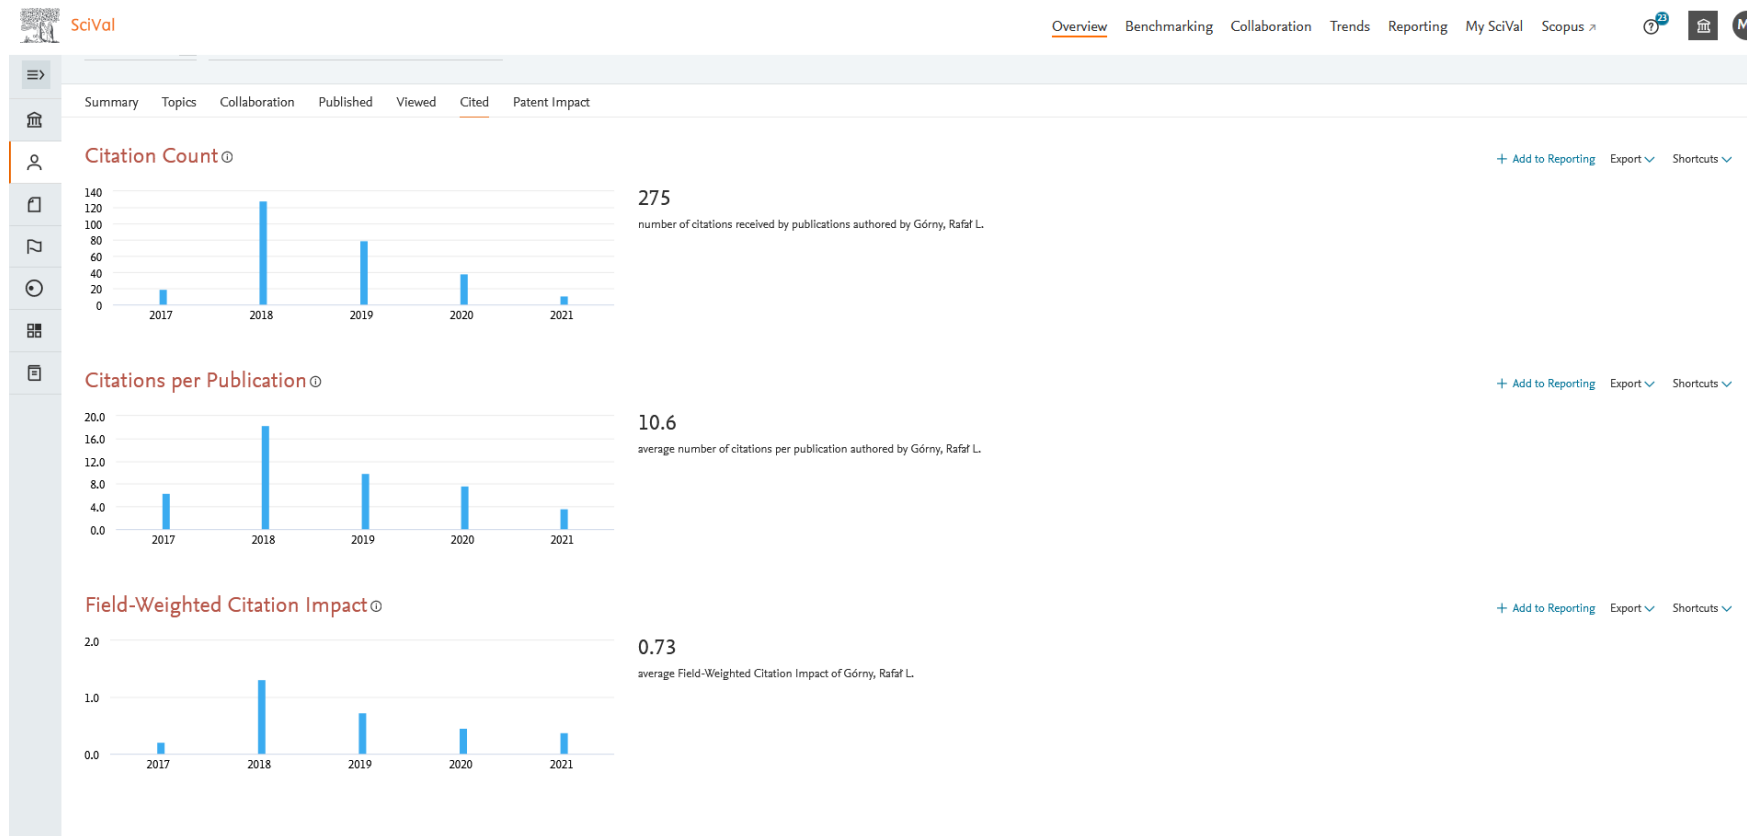 SciVal
Overview Benchmarking Collaboration Trends Reporting My SciVal Scopus ↗ 23
Summary Topics Collaboration Published Viewed Cited Patent Impact
Citation Count
+ Add to Reporting Export Shortcuts
140
120
100
80
60
40
20
0
2017 2018 2019 2020 2021
275
number of citations received by publications authored by Górny, Rafał L.
Citations per Publication
+ Add to Reporting Export Shortcuts
20.0
16.0
12.0
8.0
4.0
0.0
2017 2018 2019 2020 2021
10.6
average number of citations per publication authored by Górny, Rafał L.
Field-Weighted Citation Impact
+ Add to Reporting Export Shortcuts
2.0
1.0
0.0
2017 2018 2019 2020 2021
0.73
average Field-Weighted Citation Impact of Górny, Rafał L.